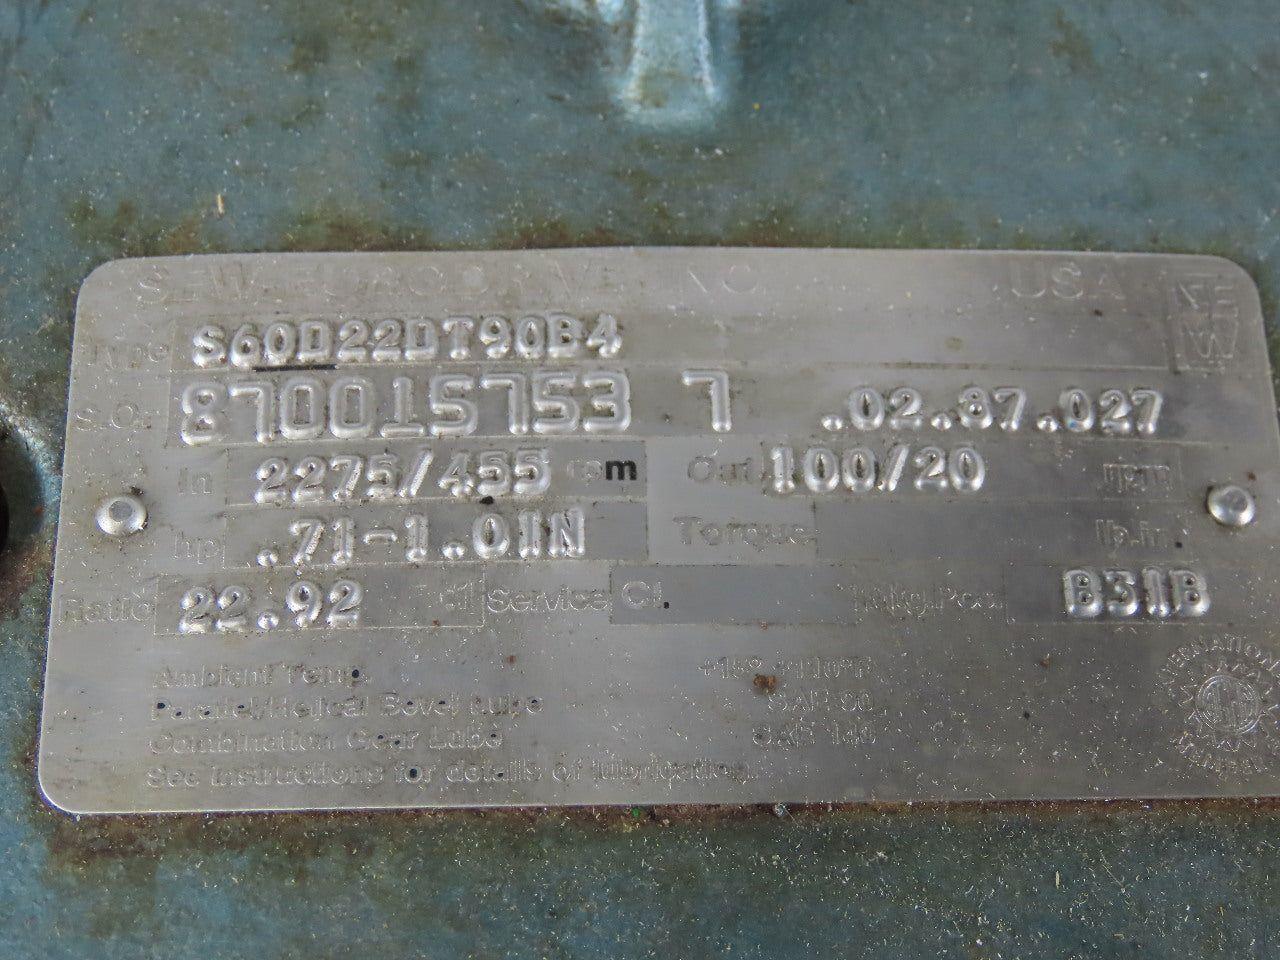 SEW-EURODRIVE, INC. USA SEW
Type S60D22DT90B4
S.O. 870015753 7 .02.87.027
In 2275/455 rpm Out 100/20 rpm
hp .71-1.0IN Torque lb-in
Ratio 22.92 :1 Service Cl. Mtg.Pos. B31B
Ambient Temp.
Parallel/Helical Bevel Lube SAE 90
Combination Gear Lube SAE 140
See instructions for details of lubrication.